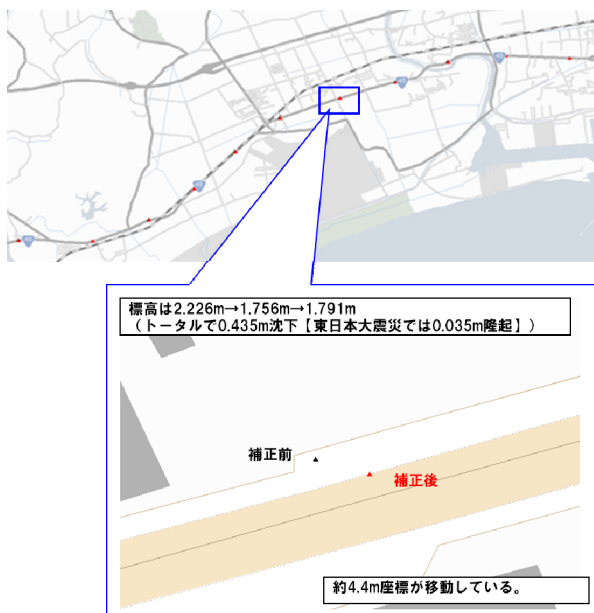 標高は2.226m→1.756m→1.791m
（トータルで0.435m沈下【東日本大震災では0.035m隆起】）
補正前
補正後
約4.4m座標が移動している。